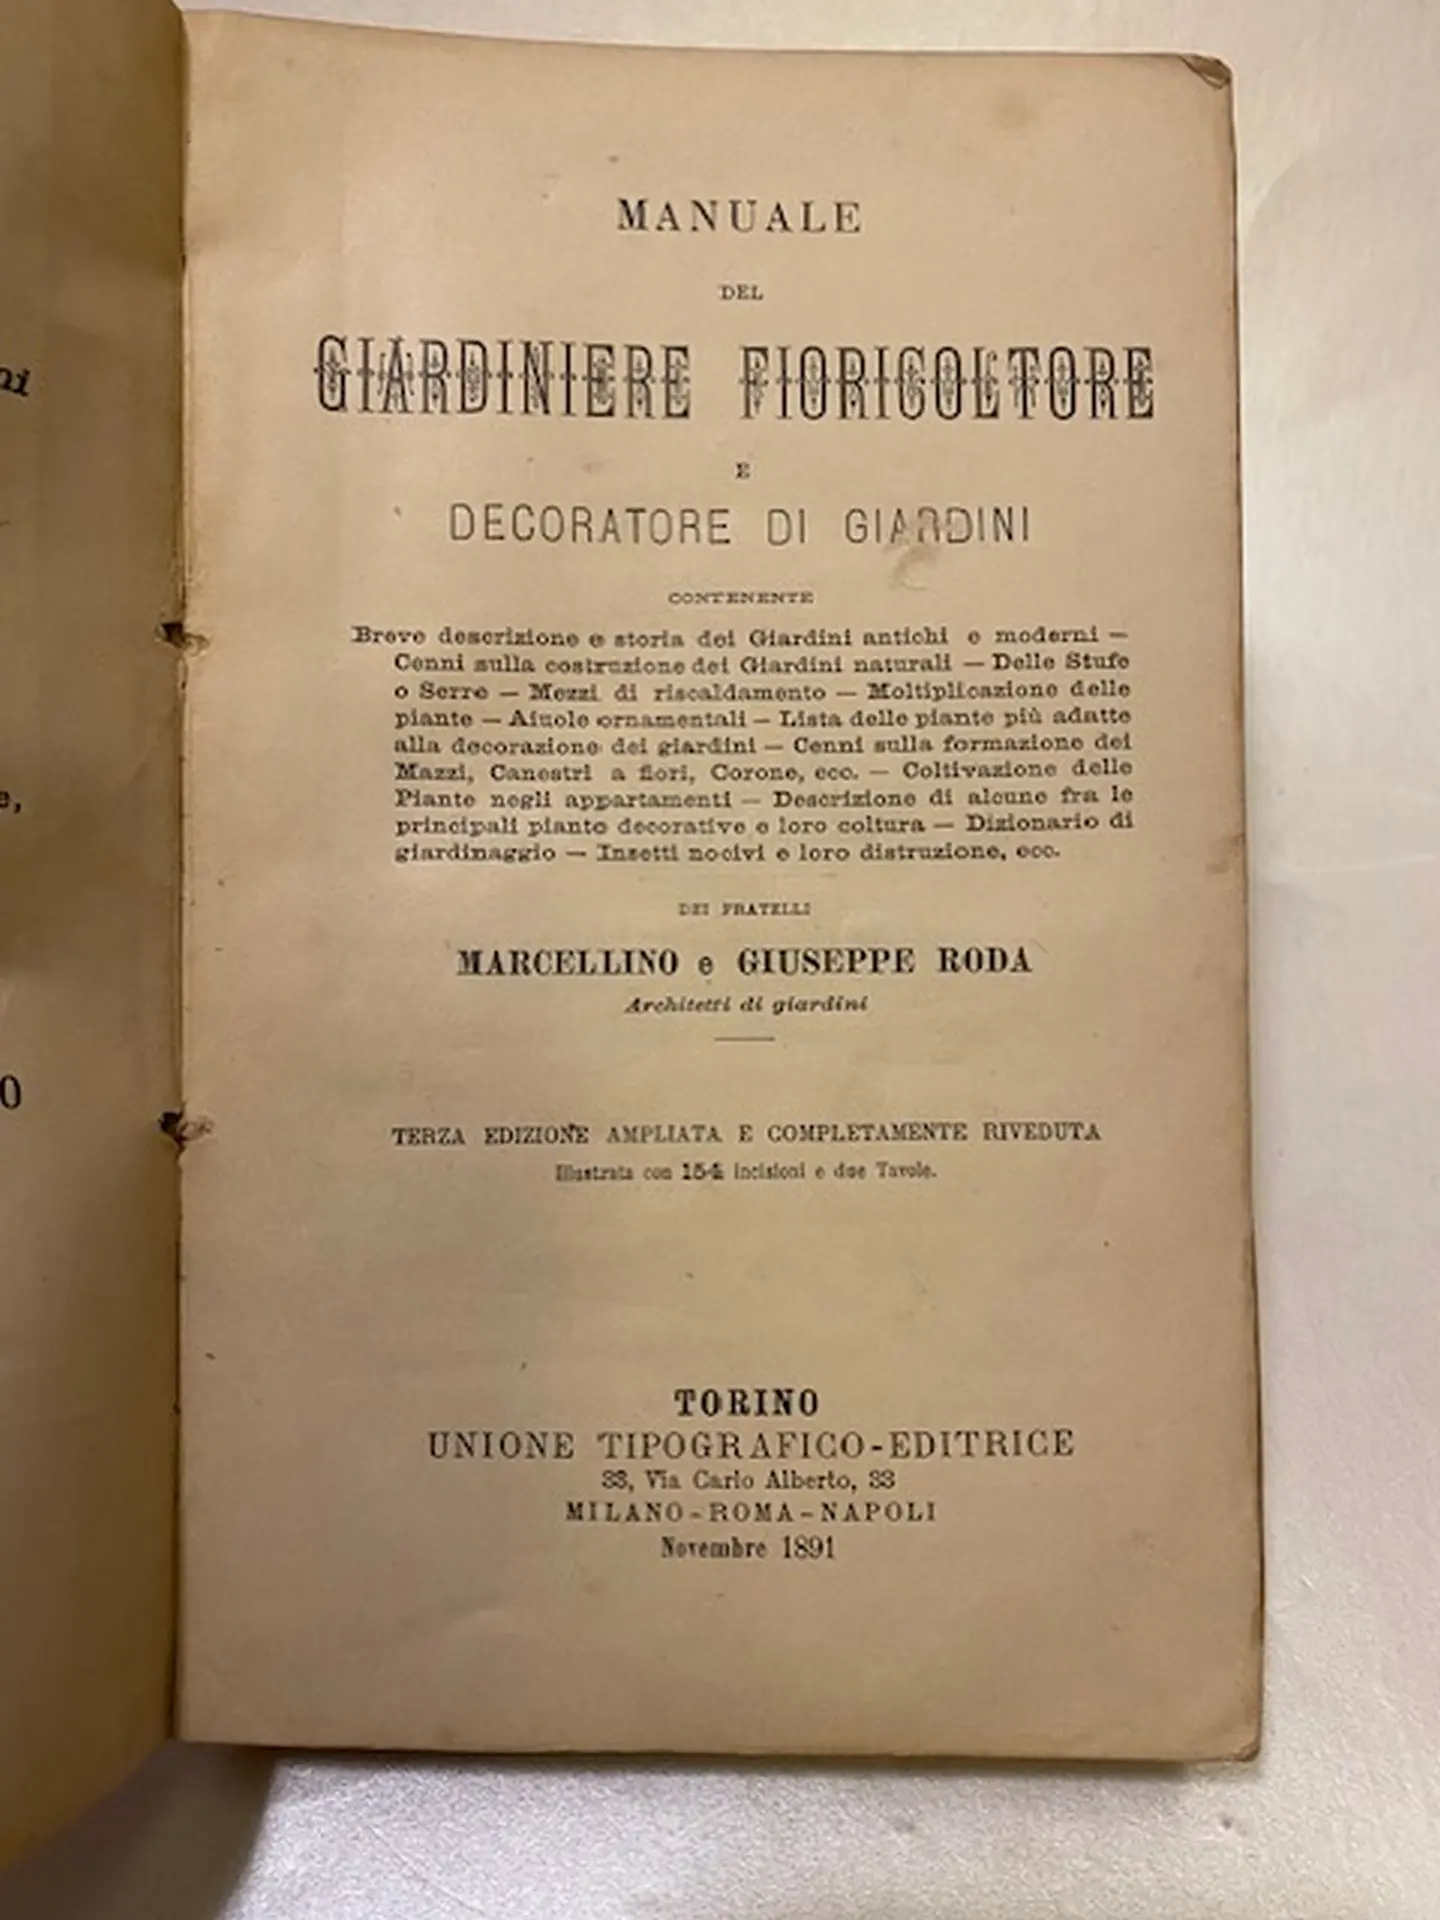 MANUALE
DEL
GIARDINIERE FIORICOLTORE
E
DECORATORE DI GIARDINI
CONTENENTE
Breve descrizione e storia dei Giardini antichi e moderni —
Cenni sulla costruzione dei Giardini naturali — Delle Stufe
o Serre — Mezzi di riscaldamento — Moltiplicazione delle
piante — Aiuole ornamentali — Lista delle piante più adatte
alla decorazione dei giardini — Cenni sulla formazione dei
Mazzi, Canestri a fiori, Corone, ecc. — Coltivazione delle
Piante negli appartamenti — Descrizione di alcune fra le
principali piante decorative e loro coltura — Dizionario di
giardinaggio — Insetti nocivi e loro distruzione, ecc.
DEI FRATELLI
MARCELLINO e GIUSEPPE RODA
Architetti di giardini
TERZA EDIZIONE AMPLIATA E COMPLETAMENTE RIVEDUTA
Illustrata con 154 incisioni e due Tavole.
TORINO
UNIONE TIPOGRAFICO-EDITRICE
33, Via Carlo Alberto, 33
MILANO-ROMA-NAPOLI
Novembre 1891